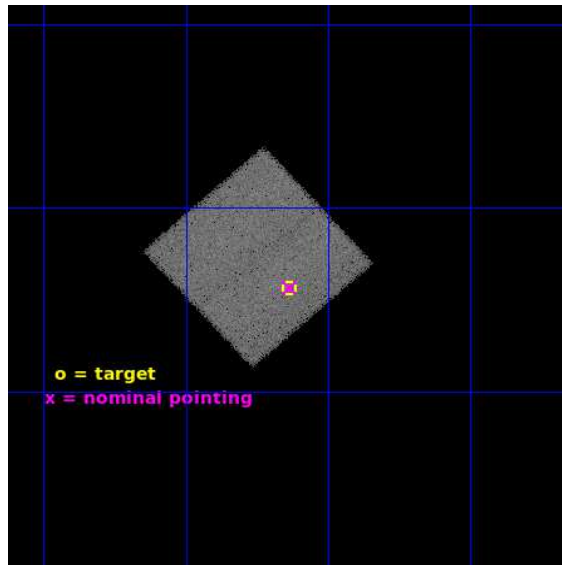 o = target
x = nominal pointing